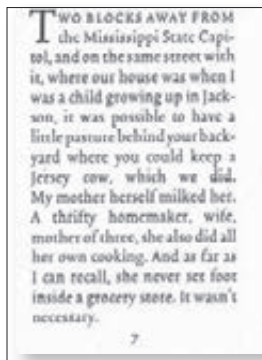 TWO BLOCKS AWAY FROM
the Mississippi State Capi-
tol, and on the same street with
it, where our house was when I
was a child growing up in Jack-
son, it was possible to have a
little pasture behind your back-
yard where you could keep a
Jersey cow, which we did.
My mother herself milked her.
A thrifty homemaker, wife,
mother of three, she also did all
her own cooking. And as far as
I can recall, she never set foot
inside a grocery store. It wasn't
necessary.
7